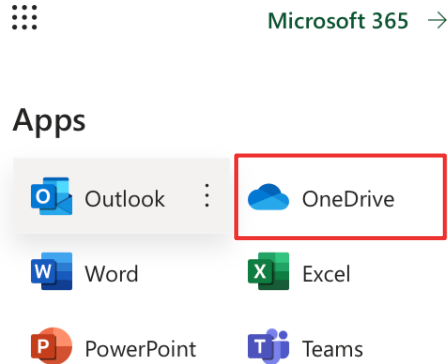 Microsoft 365 →
Apps
O Outlook OneDrive
W Word X Excel
P PowerPoint T Teams